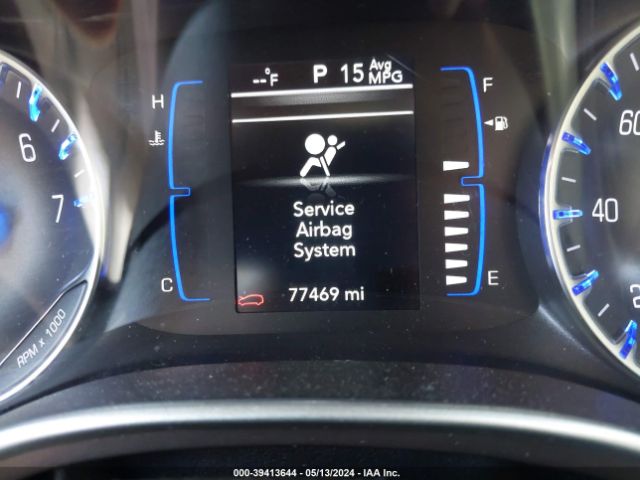 --°F P 15 Avg MPG
H
F
6
7
60
40
2
Service
Airbag
System
C
E
77469 mi
RPM x 1000
000-39413644 - 05/13/2024 - IAA Inc.